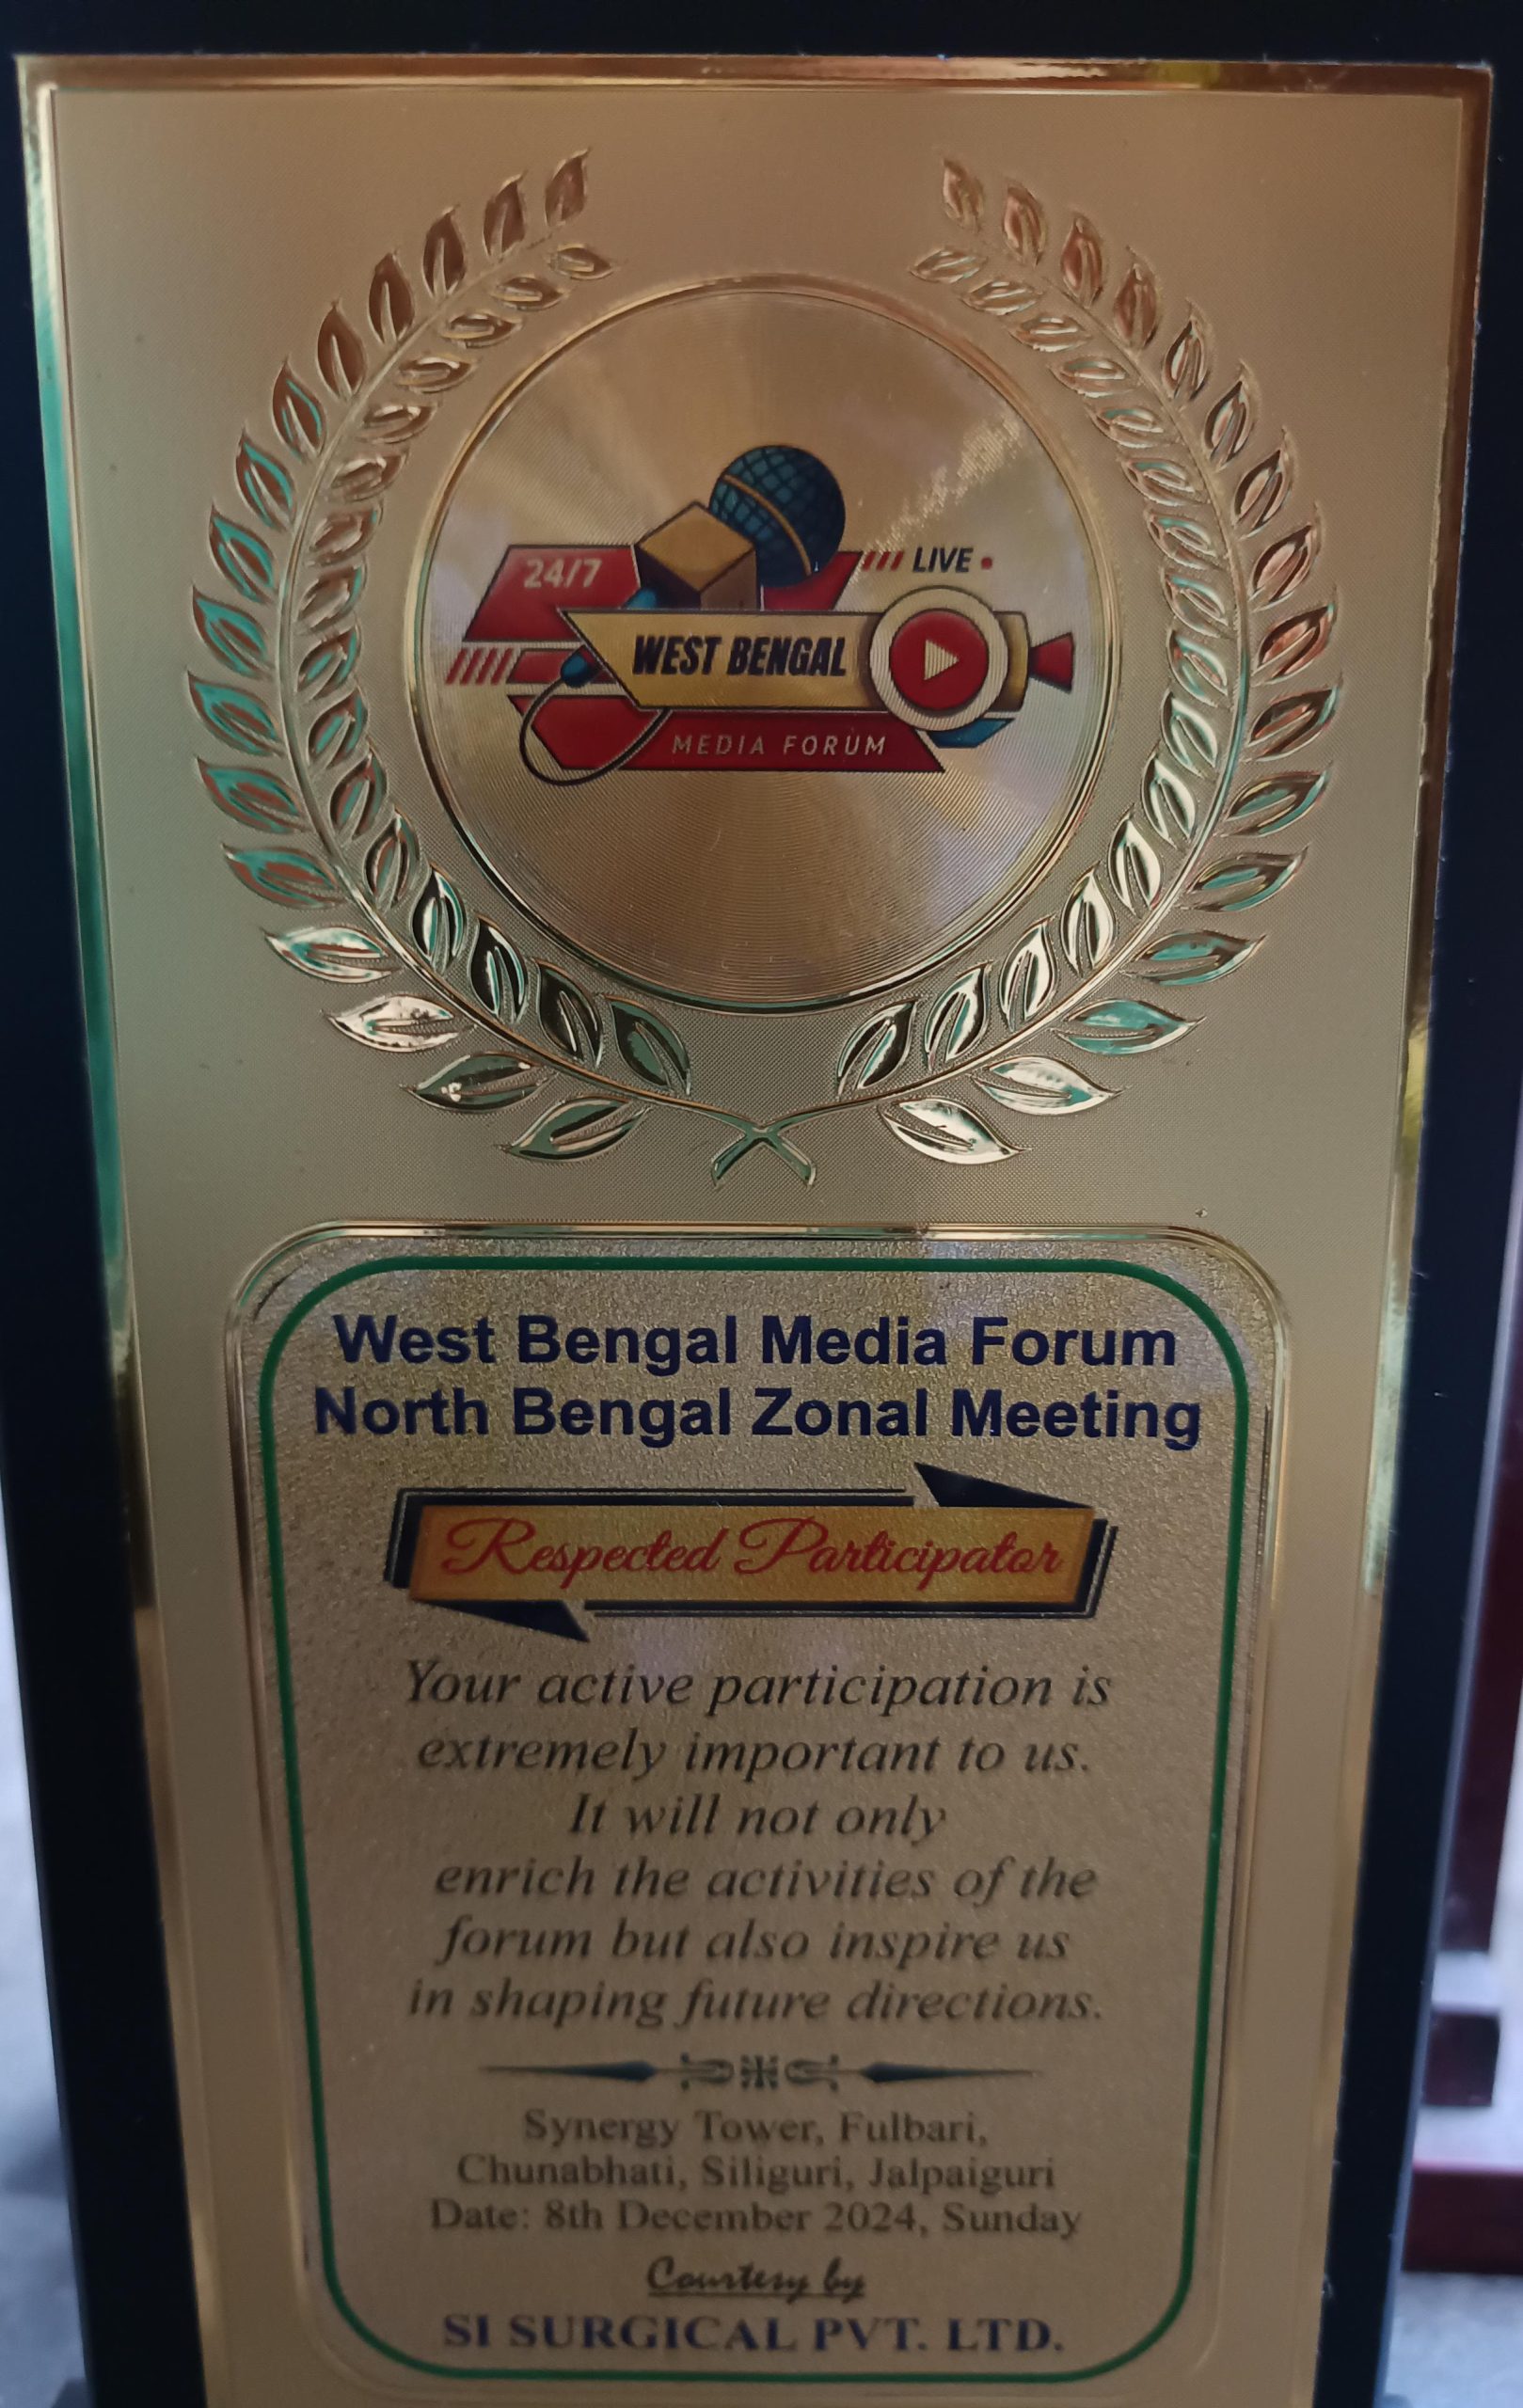 24/7
LIVE
WEST BENGAL
MEDIA FORUM
West Bengal Media Forum
North Bengal Zonal Meeting
Respected Participator
Your active participation is
extremely important to us.
It will not only
enrich the activities of the
forum but also inspire us
in shaping future directions.
Synergy Tower, Fulbari,
Chunabhati, Siliguri, Jalpaiguri
Date: 8th December 2024, Sunday
Courtesy by
SI SURGICAL PVT. LTD.